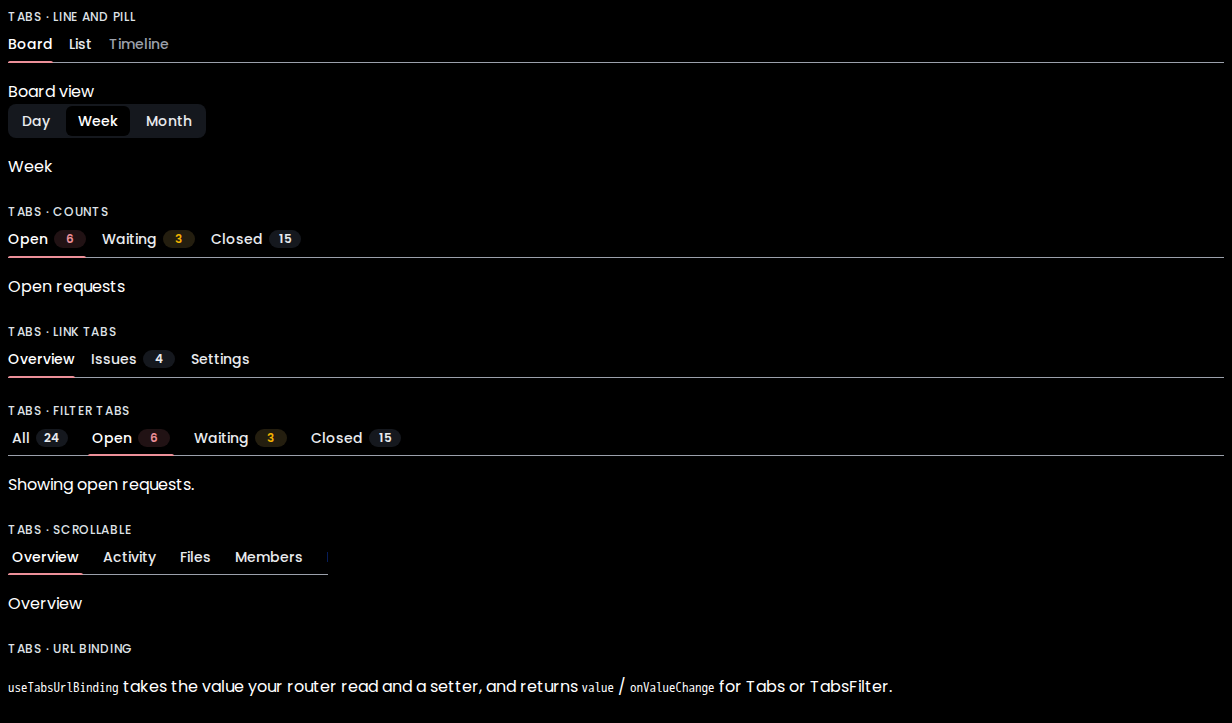 TABS · LINE AND PILL
Board List Timeline
Board view
Day Week Month
Week
TABS · COUNTS
Open 6 Waiting 3 Closed 15
Open requests
TABS · LINK TABS
Overview Issues 4 Settings
TABS · FILTER TABS
All 24 Open 6 Waiting 3 Closed 15
Showing open requests.
TABS · SCROLLABLE
Overview Activity Files Members
Overview
TABS · URL BINDING
useTabsUrlBinding takes the value your router read and a setter, and returns value / onValueChange for Tabs or TabsFilter.